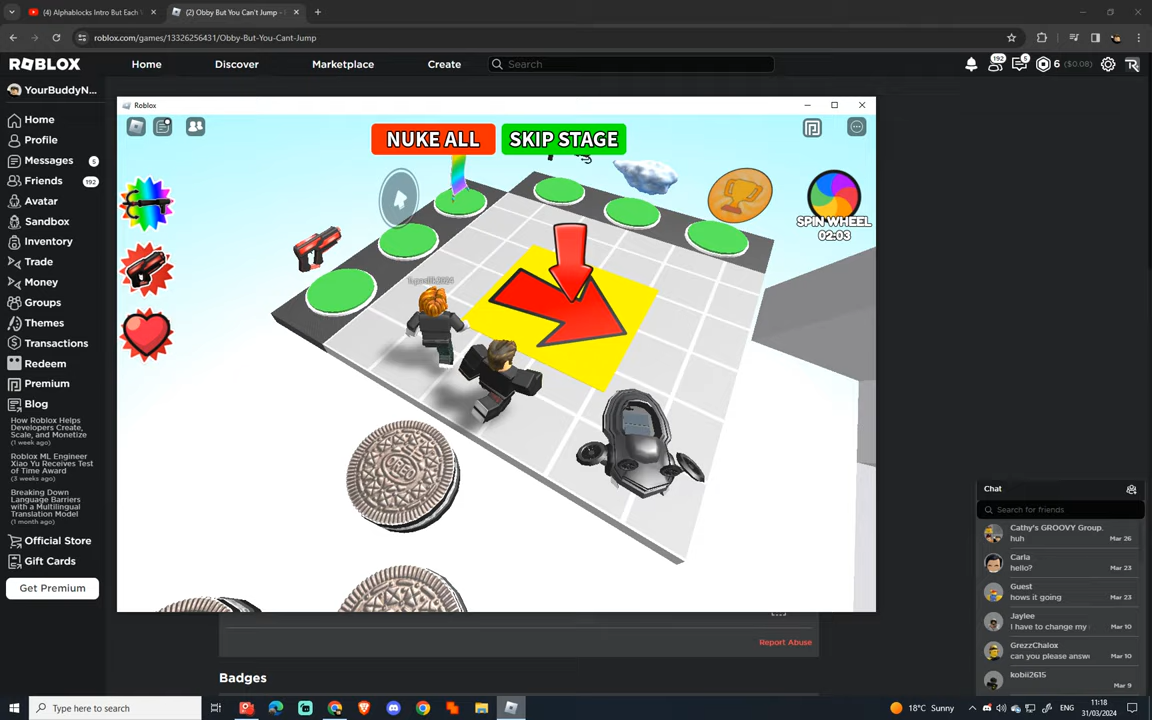 (4) Alphablocks Intro But Each
(2) Obby But You Can't Jump -
roblox.com/games/13326256431/Obby-But-You-Cant-Jump
ROBLOX
Home
Discover
Marketplace
Create
Search
192
5
6 ($0.08)
YourBuddyN...
Home
Profile
Messages 5
Friends 192
Avatar
Sandbox
Inventory
Trade
Money
Groups
Themes
Transactions
Redeem
Premium
Blog
How Roblox Helps
Developers Create,
Scale, and Monetize
(1 week ago)
Roblox ML Engineer
Xiao Yu Receives Test
of Time Award
(3 weeks ago)
Breaking Down
Language Barriers
with a Multilingual
Translation Model
(1 month ago)
Official Store
Gift Cards
Get Premium
Roblox
NUKE ALL
SKIP STAGE
SPIN WHEEL
02:03
Report Abuse
Badges
Chat
Search for friends
Cathy's GROOVY Group.
huh
Mar 26
Carla
hello?
Mar 23
Guest
hows it going
Mar 23
Jaylee
I have to change my
Mar 10
GrezzChalox
can you please answe
Mar 10
kobii2615
Mar 9
Type here to search
18°C Sunny
11:18
31/03/2024